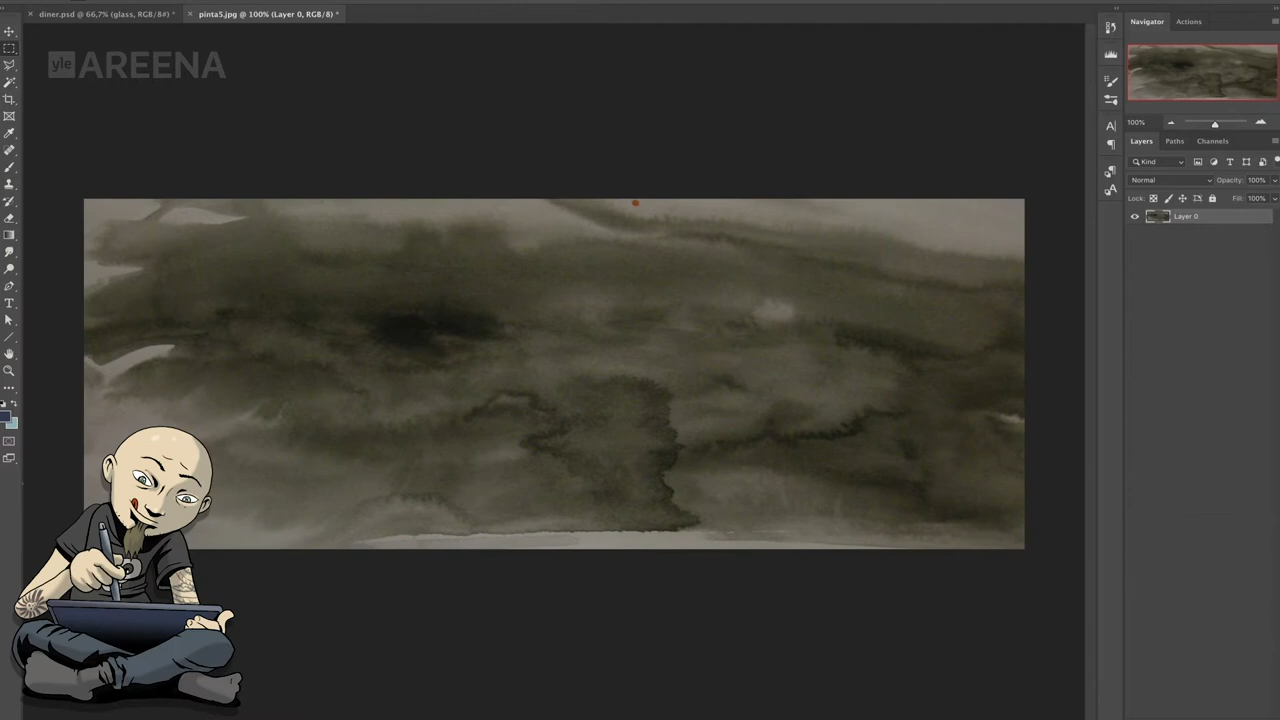 diner.psd @ 66,7% (glass, RGB/8#) *
pinta5.jpg @ 100% (Layer 0, RGB/8) *
yle AREENA
Navigator Actions
100%
Layers Paths Channels
Kind
Normal Opacity: 100%
Lock: Fill: 100%
Layer 0